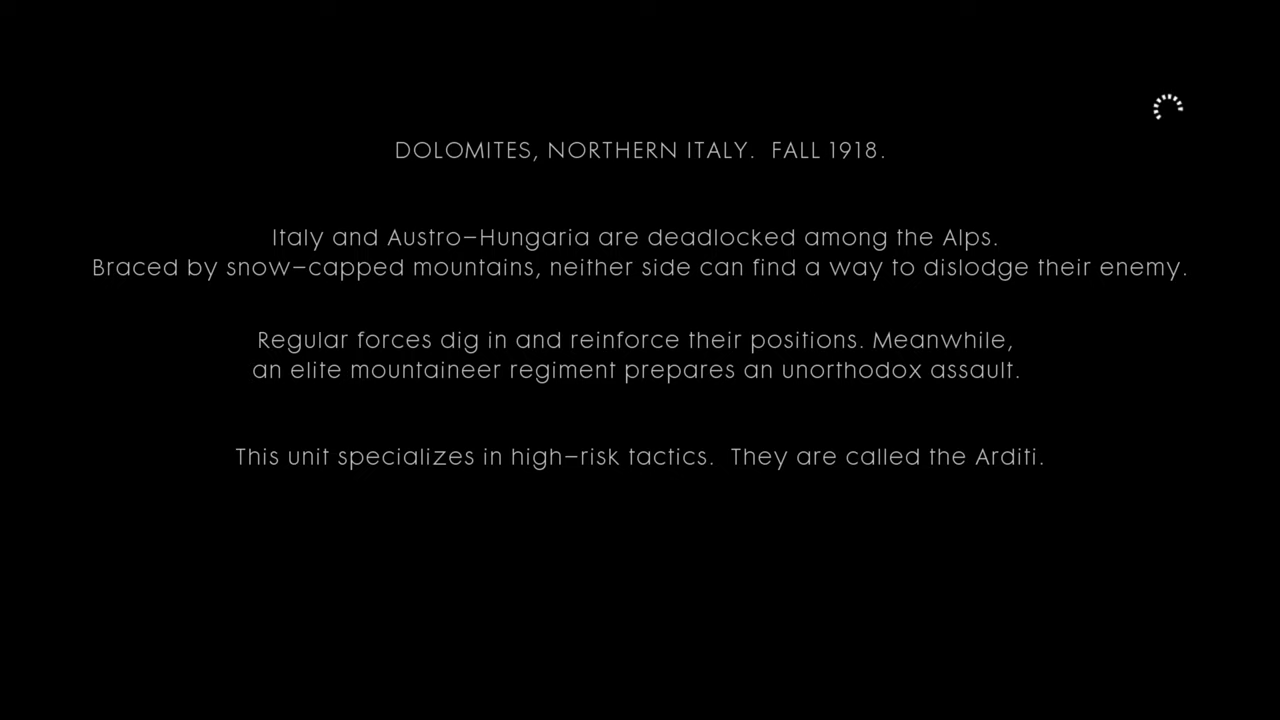 DOLOMITES, NORTHERN ITALY.  FALL 1918.
Italy and Austro-Hungaria are deadlocked among the Alps.
Braced by snow-capped mountains, neither side can find a way to dislodge their enemy.
Regular forces dig in and reinforce their positions. Meanwhile,
an elite mountaineer regiment prepares an unorthodox assault.
This unit specializes in high-risk tactics.  They are called the Arditi.